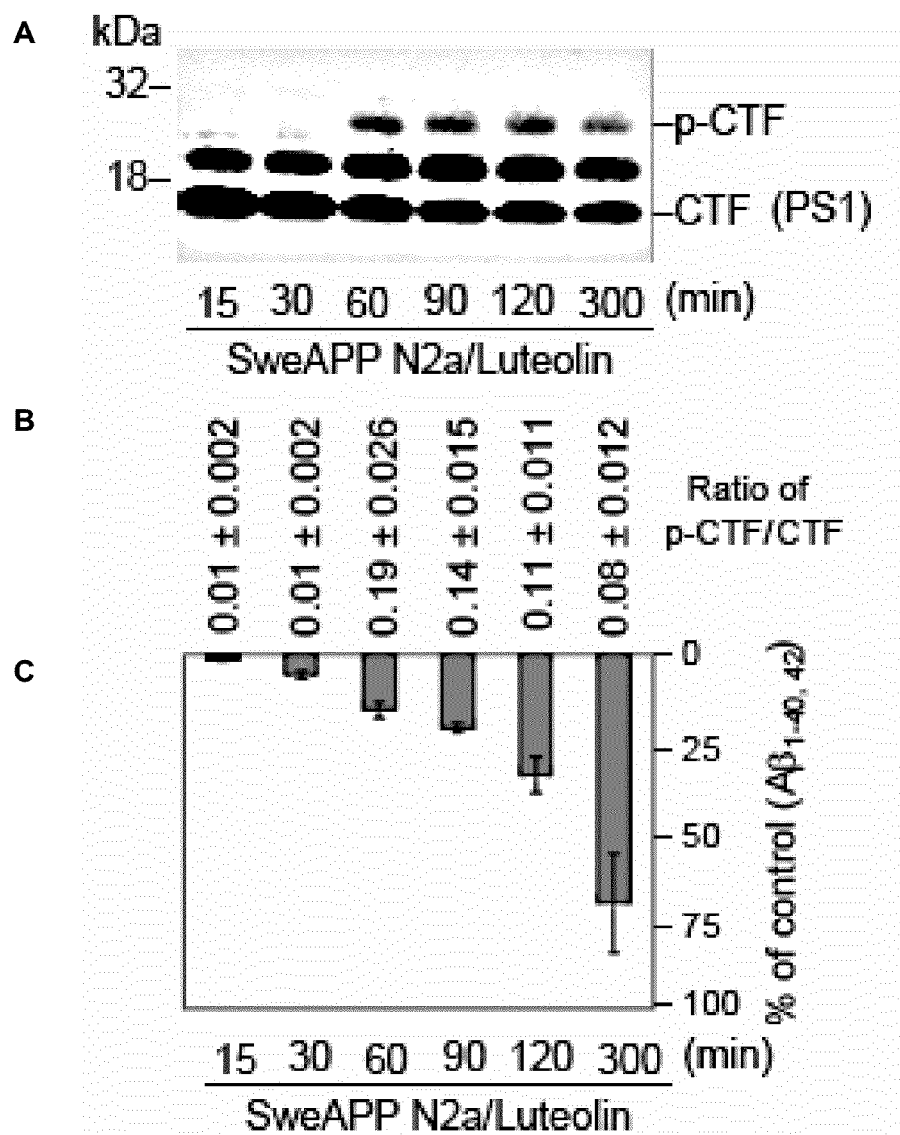 A
kDa
32
18
p-CTF
CTF (PS1)
15 30 60 90 120 300 (min)
SweAPP N2a/Luteolin
B
0.01 ± 0.002
0.01 ± 0.002
0.19 ± 0.026
0.14 ± 0.015
0.11 ± 0.011
0.08 ± 0.012
Ratio of
p-CTF/CTF
C
0
25
50
75
100
% of control (Aβ1-40, 42)
15 30 60 90 120 300 (min)
SweAPP N2a/Luteolin